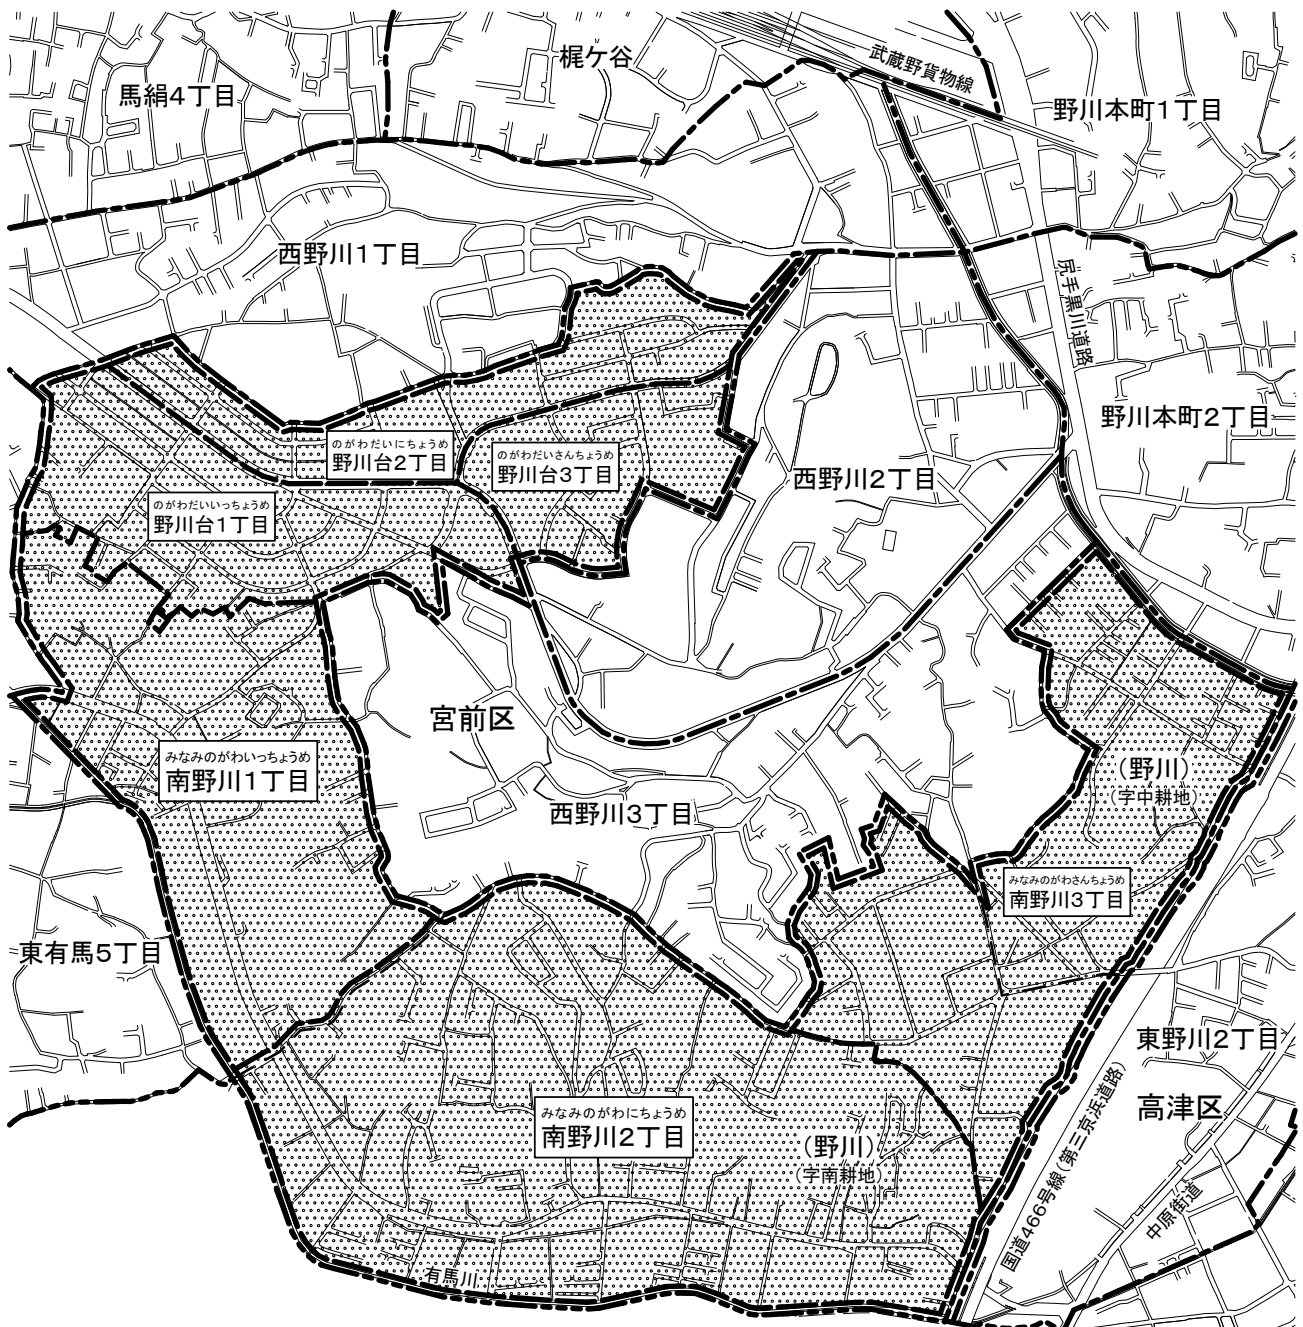 梶ケ谷
武蔵野貨物線
馬絹4丁目
野川本町1丁目
西野川1丁目
尻手黒川道路
野川本町2丁目
のがわだいにちょうめ
野川台2丁目
のがわだいさんちょうめ
野川台3丁目
西野川2丁目
のがわだいいっちょうめ
野川台1丁目
宮前区
みなみのがわいっちょうめ
南野川1丁目
(野川)
(字中耕地)
西野川3丁目
みなみのがわさんちょうめ
南野川3丁目
東有馬5丁目
東野川2丁目
高津区
みなみのがわにちょうめ
南野川2丁目
(野川)
(字南耕地)
国道466号線(第三京浜道路)
中原街道
有馬川